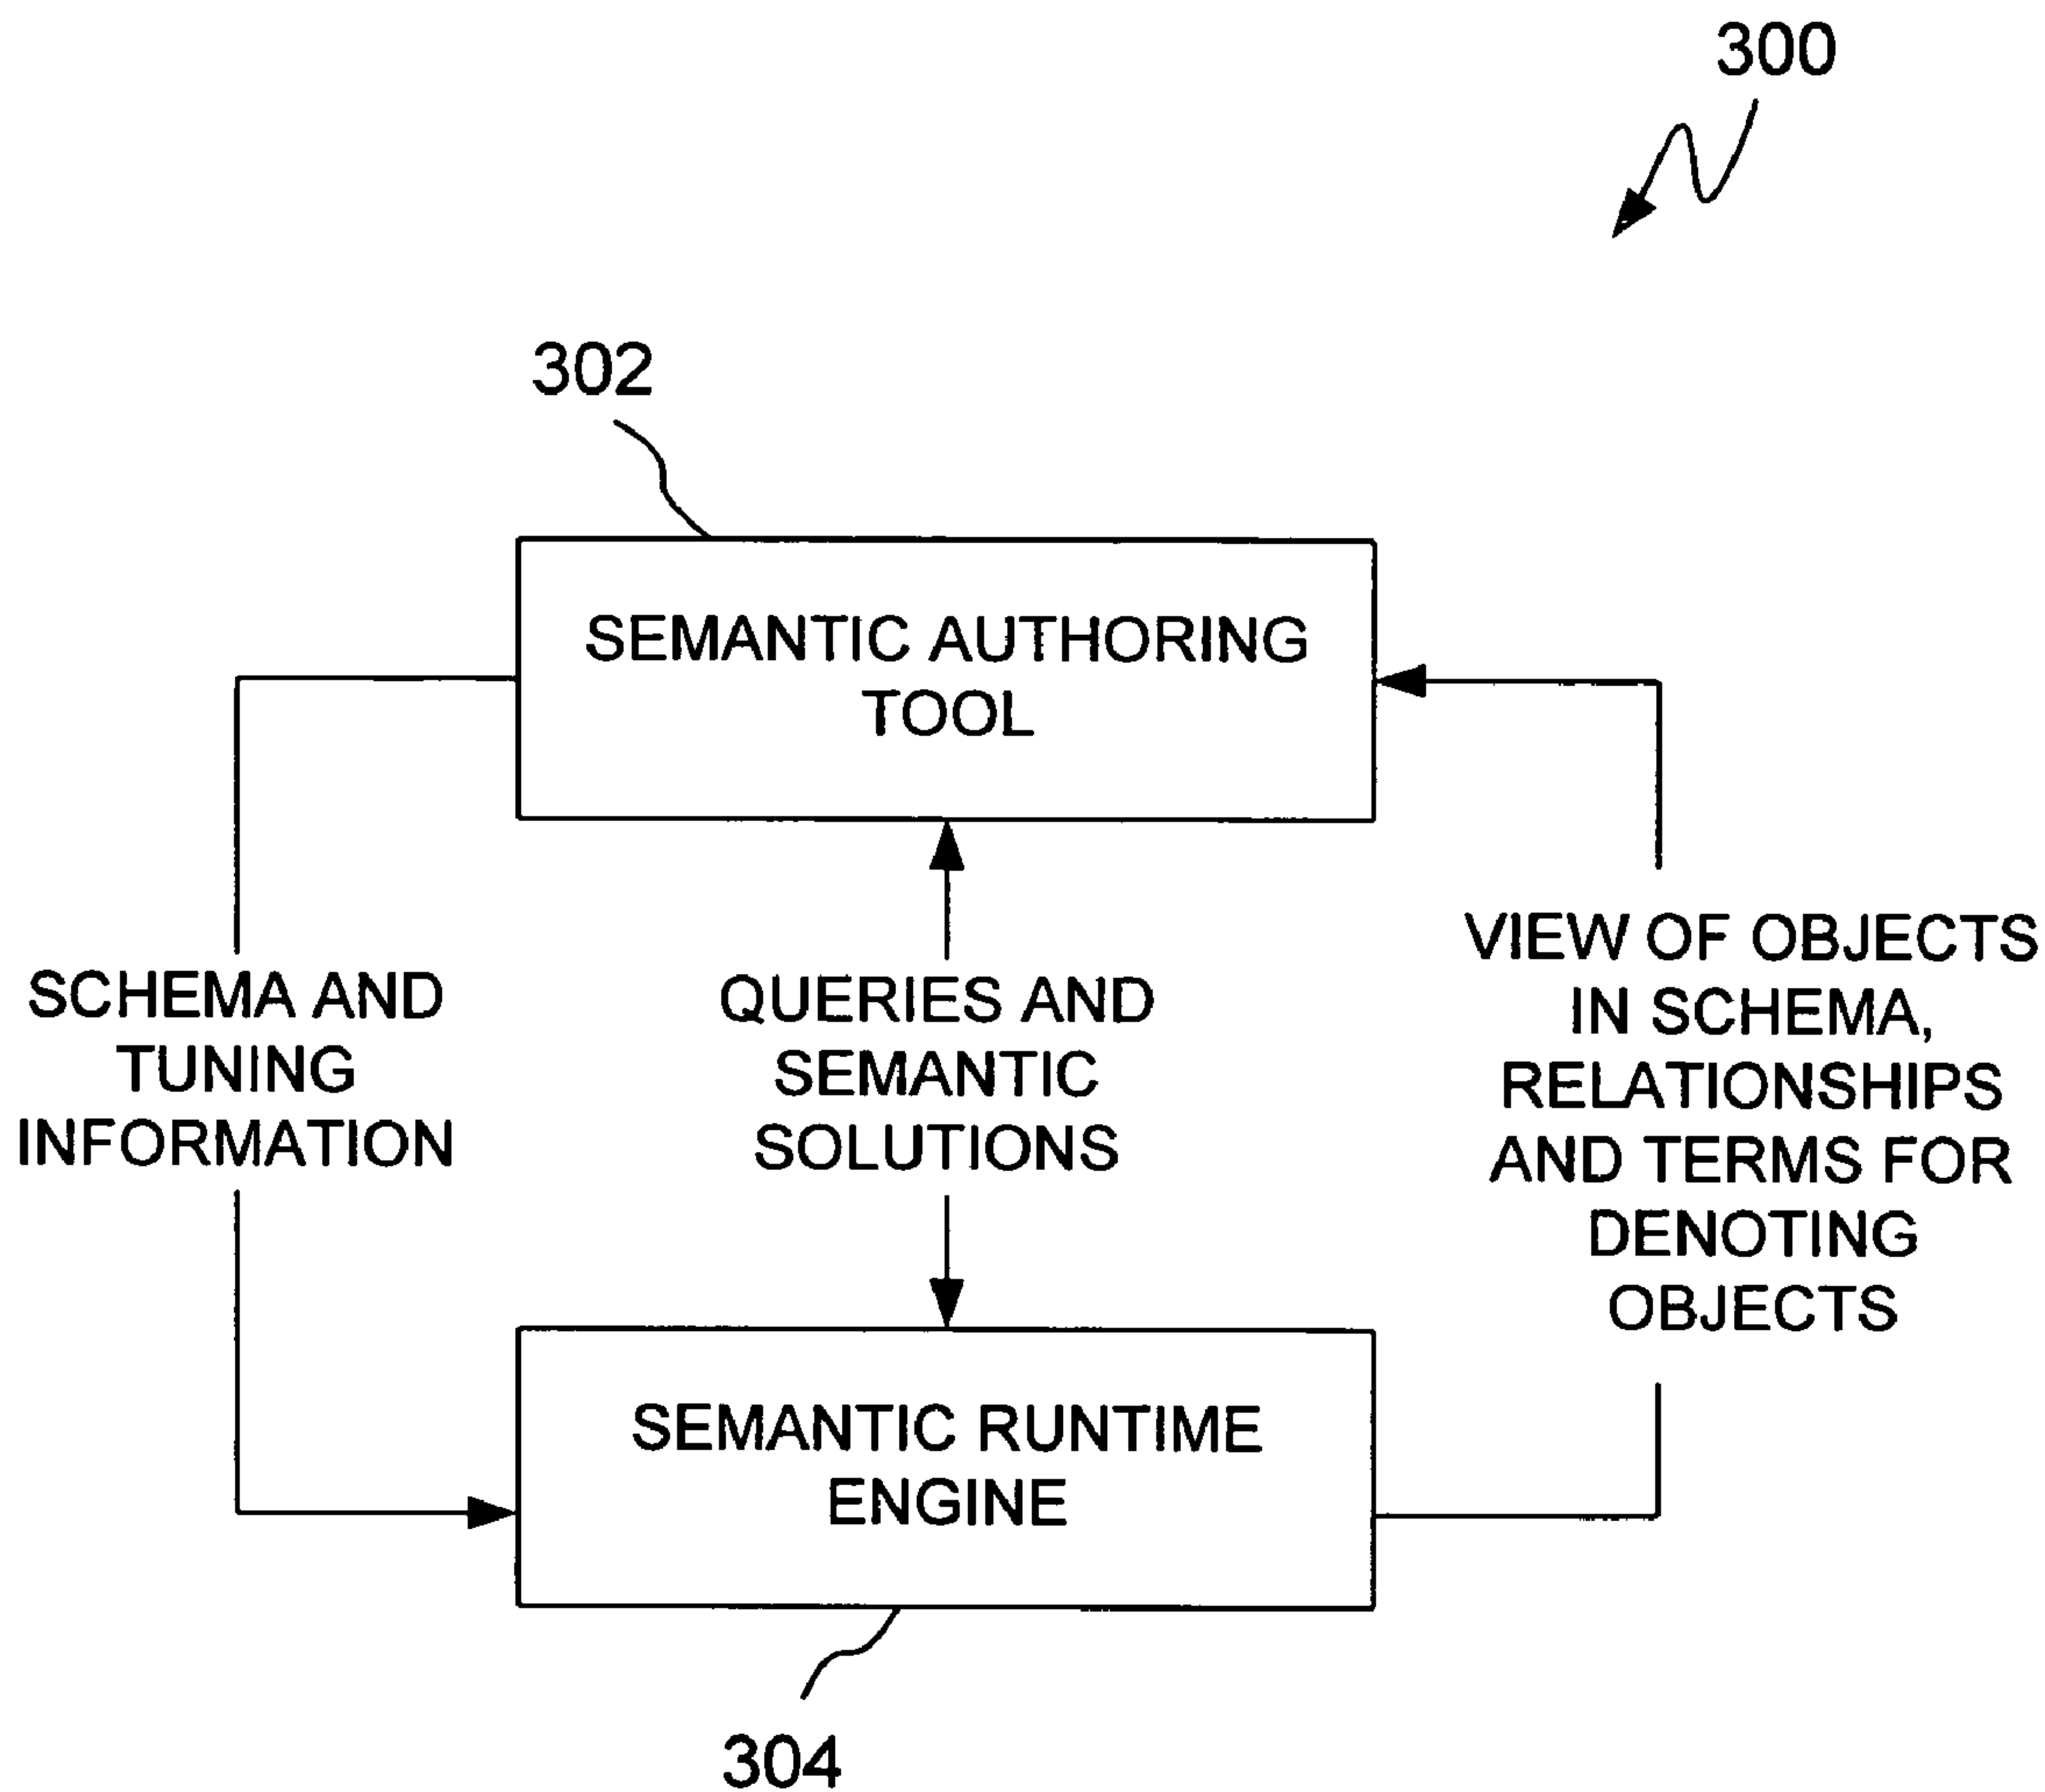 300
302
SEMANTIC AUTHORING
TOOL
SCHEMA AND
TUNING
INFORMATION
QUERIES AND
SEMANTIC
SOLUTIONS
VIEW OF OBJECTS
IN SCHEMA,
RELATIONSHIPS
AND TERMS FOR
DENOTING
OBJECTS
SEMANTIC RUNTIME
ENGINE
304